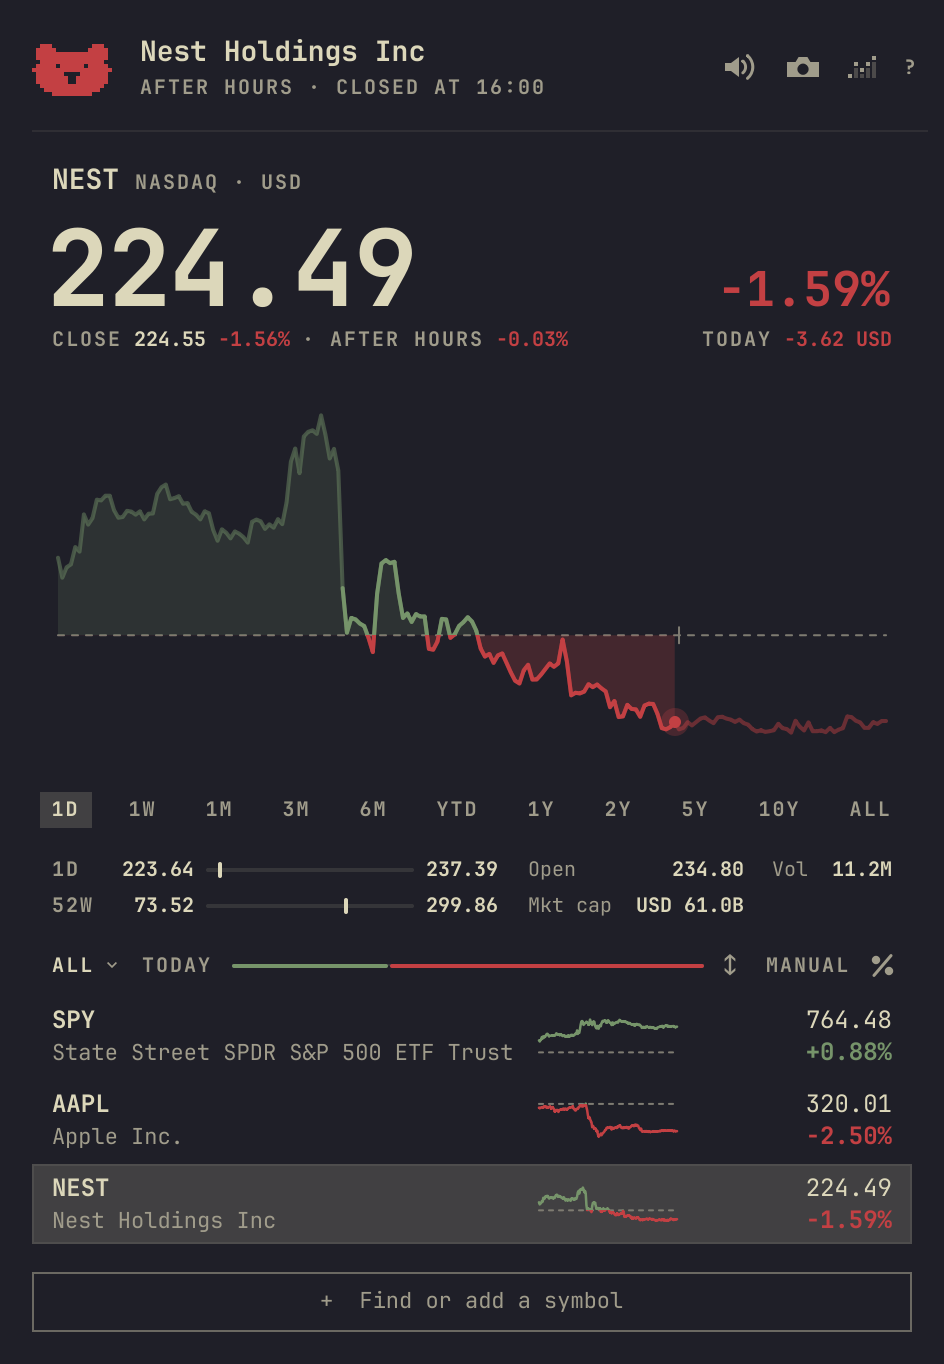 Nest Holdings Inc
AFTER HOURS · CLOSED AT 16:00
?
NEST NASDAQ · USD
224.49
-1.59%
CLOSE 224.55 -1.56% · AFTER HOURS -0.03%
TODAY -3.62 USD
1D 1W 1M 3M 6M YTD 1Y 2Y 5Y 10Y ALL
1D 223.64 237.39 Open 234.80 Vol 11.2M
52W 73.52 299.86 Mkt cap USD 61.0B
ALL TODAY MANUAL %
SPY 764.48
State Street SPDR S&P 500 ETF Trust +0.88%
AAPL 320.01
Apple Inc. -2.50%
NEST 224.49
Nest Holdings Inc -1.59%
+ Find or add a symbol